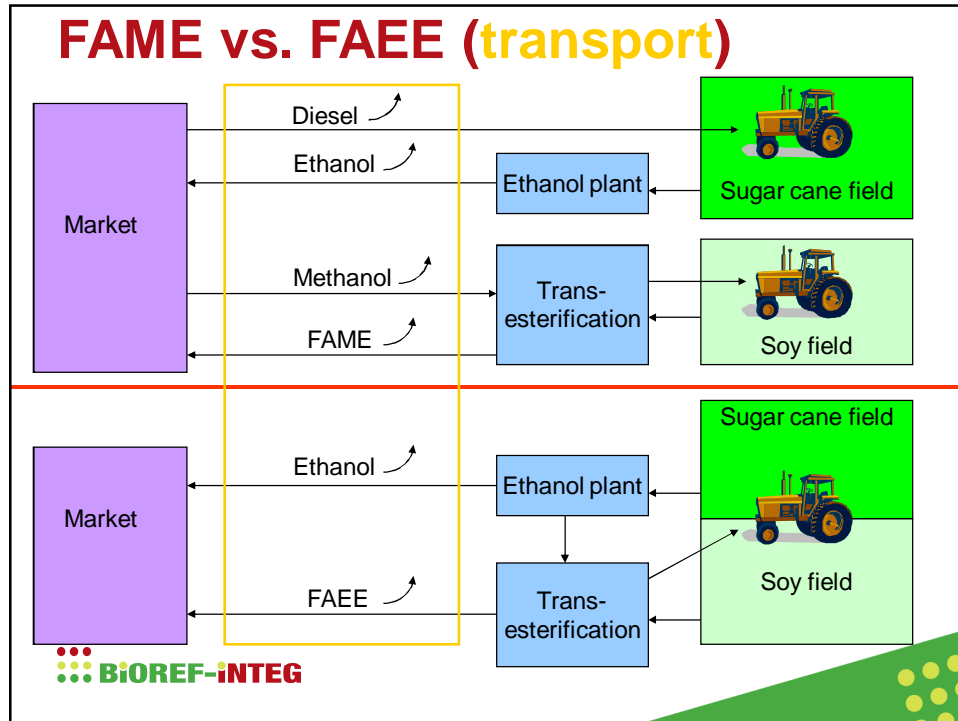 FAME vs. FAEE (transport)
Diesel
Ethanol
Ethanol plant
Sugar cane field
Market
Methanol
Trans-
esterification
FAME
Soy field
Sugar cane field
Ethanol
Ethanol plant
Market
Soy field
FAEE
Trans-
esterification
BiOREF-iNTEG